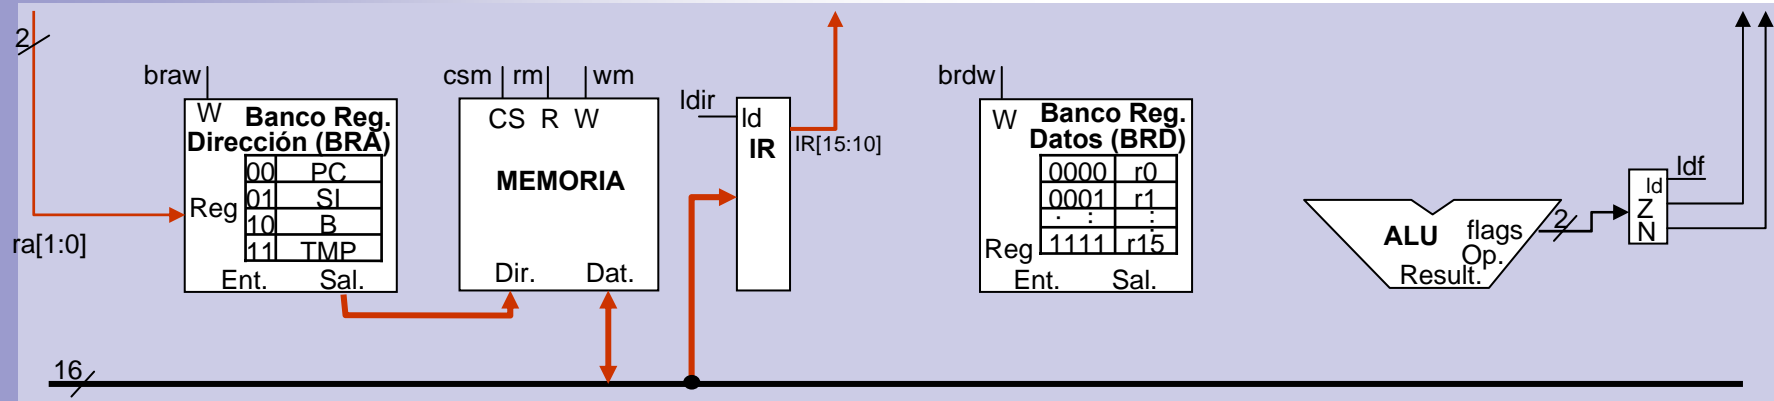 2
ra[1:0]
braw
W Banco Reg.
Dirección (BRA)
Reg
00 PC
01 SI
10 B
11 TMP
Ent. Sal.
csm rm wm
CS R W
MEMORIA
Dir. Dat.
ldir
ld
IR
IR[15:10]
brdw
W Banco Reg.
Datos (BRD)
0000 r0
0001 r1
: : :
1111 r15
Reg
Ent. Sal.
ALU flags
Op.
Result.
2
ldf
ld
Z
N
16